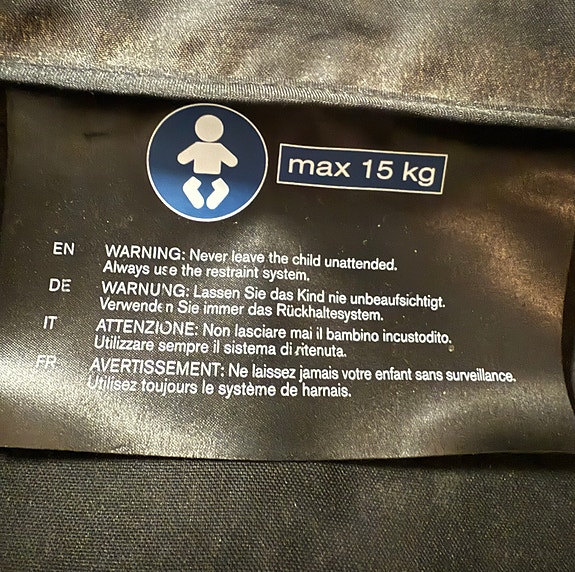 max 15 kg
EN WARNING: Never leave the child unattended.
Always use the restraint system.
DE WARNUNG: Lassen Sie das Kind nie unbeaufsichtigt.
Verwenden Sie immer das Rückhaltesystem.
IT ATTENZIONE: Non lasciare mai il bambino incustodito.
Utilizzare sempre il sistema di ritenuta.
FR AVERTISSEMENT: Ne laissez jamais votre enfant sans surveillance.
Utilisez toujours le système de harnais.